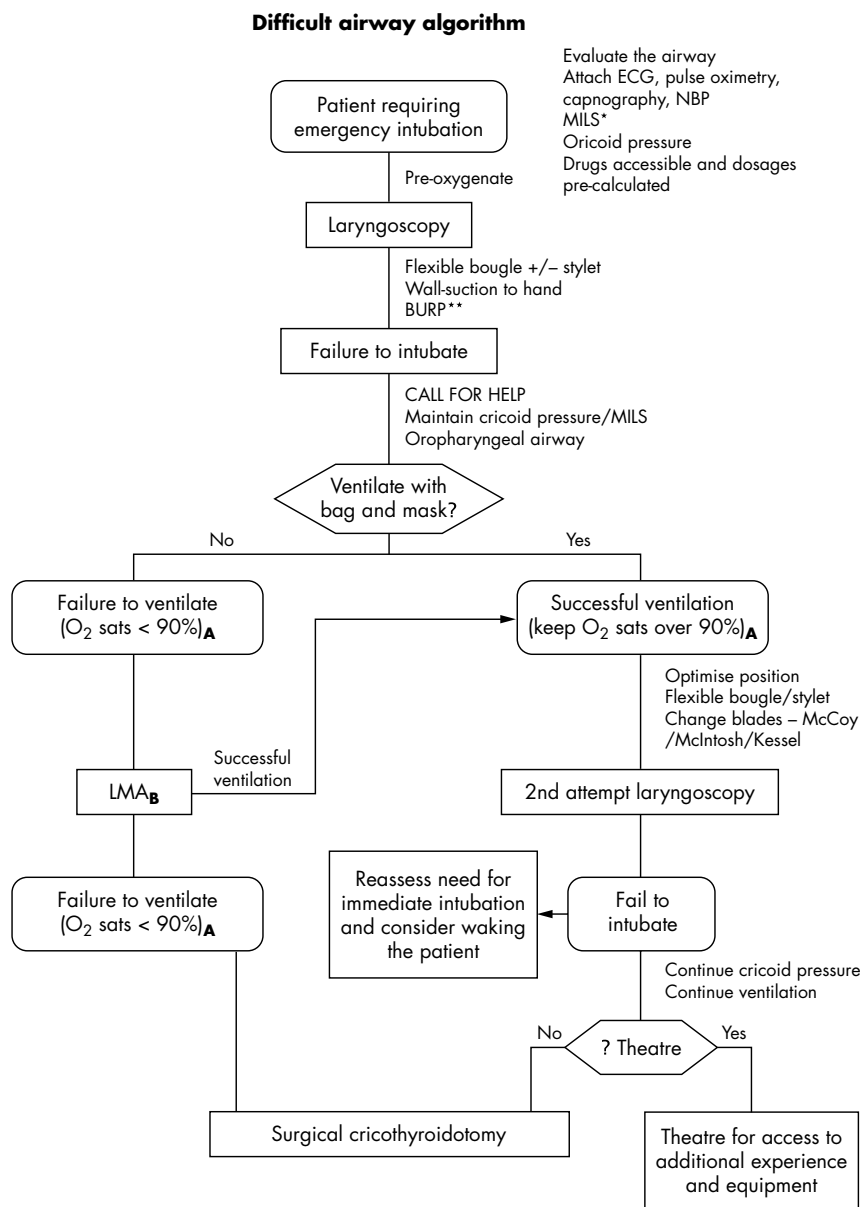 Difficult airway algorithm
Evaluate the airway
Attach ECG, pulse oximetry,
capnography, NBP
MILS*
Oricoid pressure
Drugs accessible and dosages
pre-calculated
Patient requiring
emergency intubation
Pre-oxygenate
Laryngoscopy
Flexible bougle +/– stylet
Wall-suction to hand
BURP**
Failure to intubate
CALL FOR HELP
Maintain cricoid pressure/MILS
Oropharyngeal airway
Ventilate with
bag and mask?
No
Yes
Failure to ventilate
(O₂ sats < 90%)A
Successful ventilation
(keep O₂ sats over 90%)A
Optimise position
Flexible bougle/stylet
Change blades – McCoy
/McIntosh/Kessel
Successful
ventilation
LMAB
2nd attempt laryngoscopy
Failure to ventilate
(O₂ sats < 90%)A
Reassess need for
immediate intubation
and consider waking
the patient
Fail to
intubate
Continue cricoid pressure
Continue ventilation
No
Yes
? Theatre
Surgical cricothyroidotomy
Theatre for access to
additional experience
and equipment